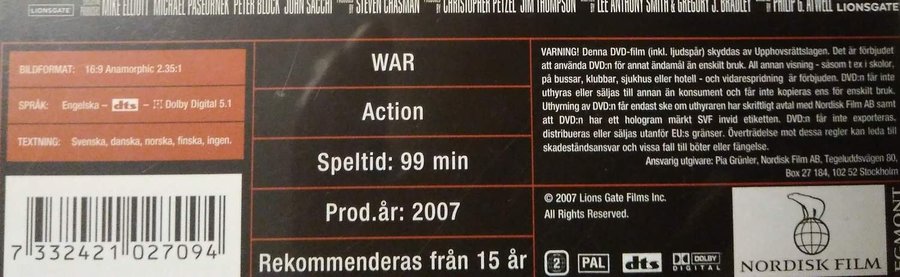 LIONSGATE
MIKE ELLIOTT MICHAEL PASEORNEK PETER BLOCK JOHN SACCHI PRODUCED BY STEVEN CHASMAN PRODUCED BY CHRISTOPHER PETZEL JIM THOMPSON BY LEE ANTHONY SMITH & GREGORY J. BRADLEY BY PHILIP G. ATWELL
LIONSGATE
BILDFORMAT: 16:9 Anamorphic 2.35:1
SPRÅK: Engelska - dts - Dolby Digital 5.1
TEXTNING: Svenska, danska, norska, finska, ingen.
7 332421 027094
WAR
Action
Speltid: 99 min
Prod.år: 2007
Rekommenderas från 15 år
VARNING! Denna DVD-film (inkl. ljudspår) skyddas av Upphovsrättslagen. Det är förbjudet
att använda DVD:n för annat ändamål än enskilt bruk. All annan visning - såsom t ex i skolor,
på bussar, klubbar, sjukhus eller hotell - och vidarespridning är förbjuden. DVD:n får inte
uthyras eller säljas till annan än konsument och får inte kopieras ens för enskilt bruk.
Uthyrning av DVD:n får endast ske om uthyraren har skriftligt avtal med Nordisk Film AB samt
att DVD:n har ett hologram märkt SVF invid etiketten. DVD:n får inte exporteras,
distribueras eller säljas utanför EU:s gränser. Överträdelse mot dessa regler kan leda till
skadeståndsansvar och vissa fall till böter eller fängelse.
Ansvarig utgivare: Pia Grünler, Nordisk Film AB, Tegeluddsvägen 80,
Box 27 184, 102 52 Stockholm
© 2007 Lions Gate Films Inc.
All Rights Reserved.
2 PAL dts DOLBY
DIGITAL
NORDISK FILM
EGMONT